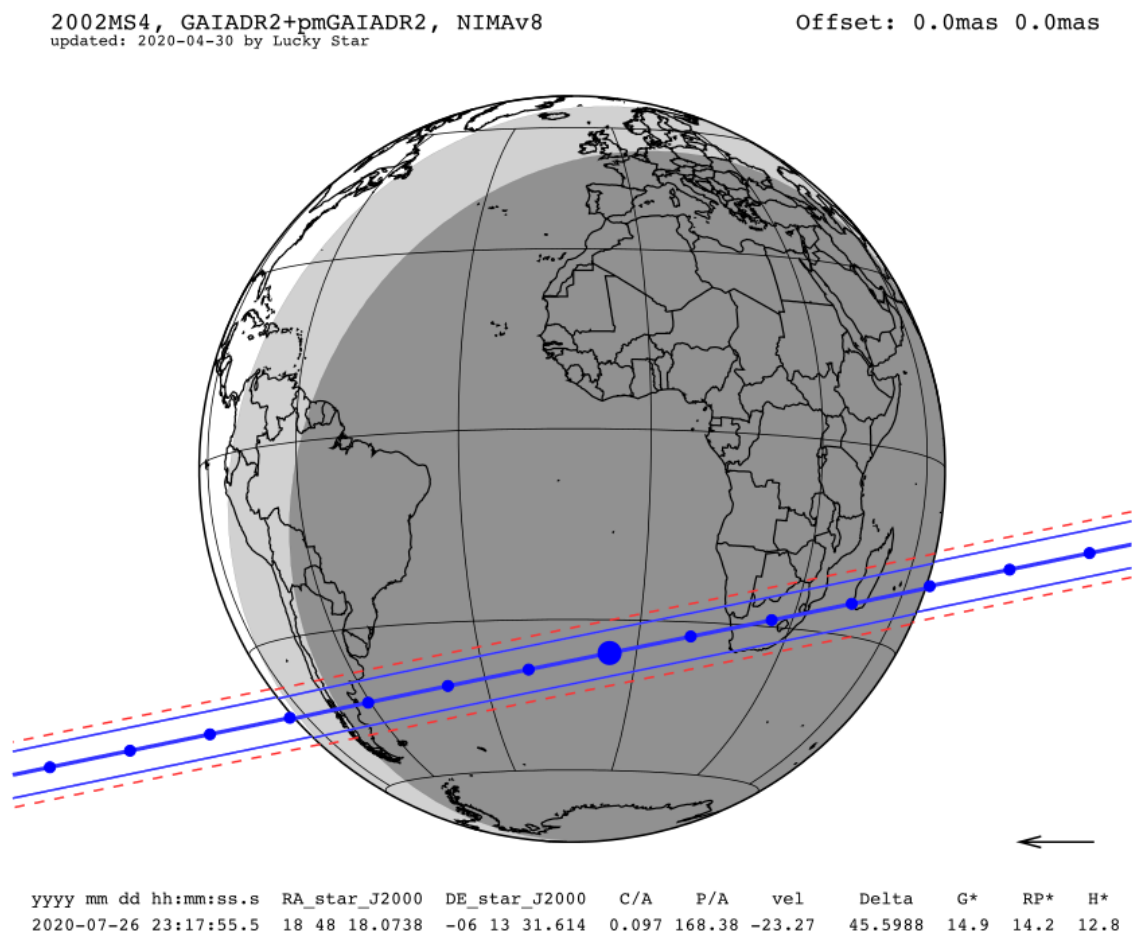 2002MS4, GAIADR2+pmGAIADR2, NIMAv8 Offset: 0.0mas 0.0mas
updated: 2020-04-30 by Lucky Star
yyyy mm dd hh:mm:ss.s RA_star_J2000 DE_star_J2000 C/A P/A vel Delta G* RP* H*
2020-07-26 23:17:55.5 18 48 18.0738 -06 13 31.614 0.097 168.38 -23.27 45.5988 14.9 14.2 12.8